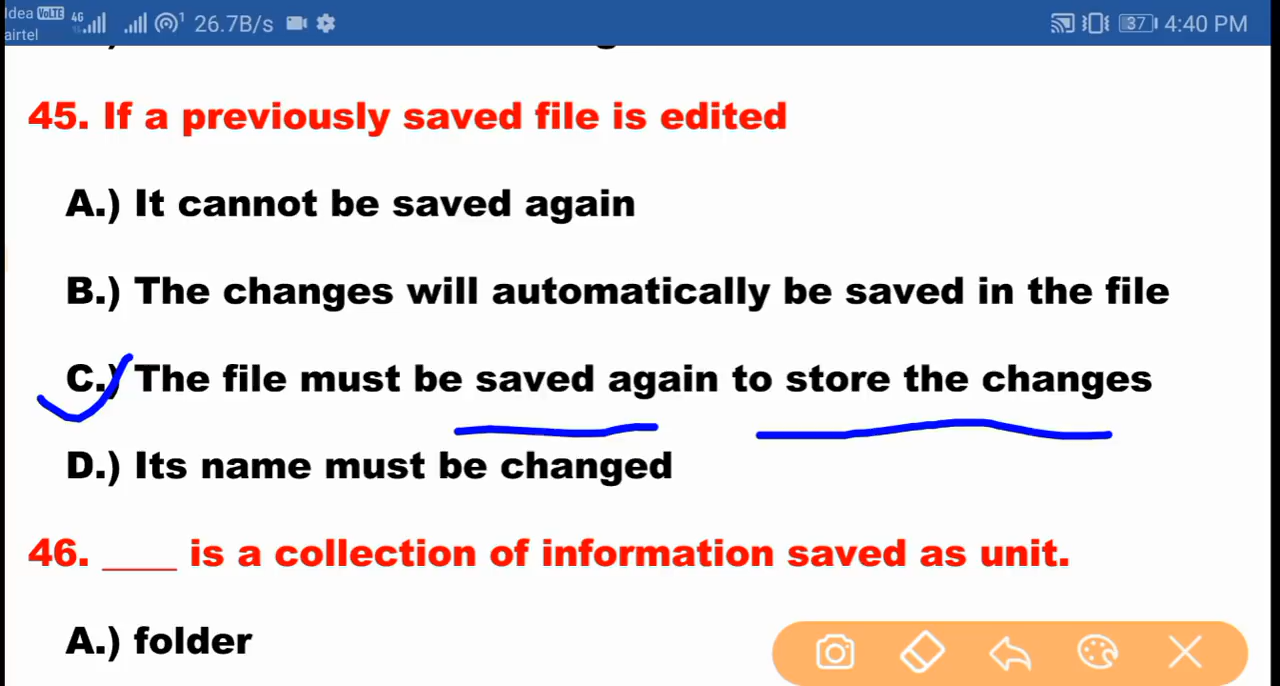 Idea VoLTE 4G 1 26.7B/s 37 4:40 PM
airtel
45. If a previously saved file is edited
A.) It cannot be saved again
B.) The changes will automatically be saved in the file
C.) The file must be saved again to store the changes
D.) Its name must be changed
46. ____ is a collection of information saved as unit.
A.) folder